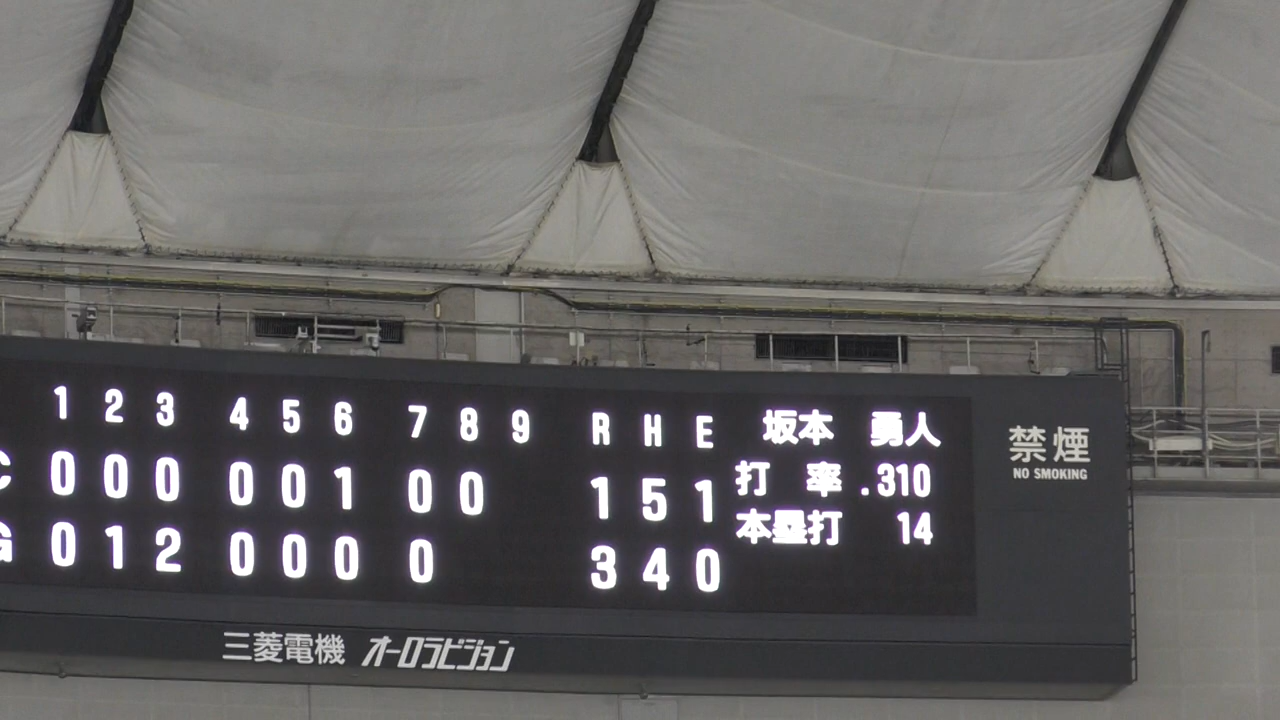 1 2 3 4 5 6 7 8 9 R H E
C 0 0 0 0 0 1 0 0 1 5 1
G 0 1 2 0 0 0 0 3 4 0
坂本 勇人
打 率 .310
本塁打 14
禁煙
NO SMOKING
三菱電機 オーロラビジョン